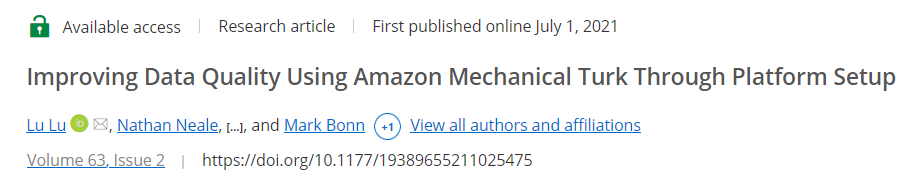 Available access | Research article | First published online July 1, 2021
Improving Data Quality Using Amazon Mechanical Turk Through Platform Setup
Lu Lu iD, Nathan Neale, [...], and Mark Bonn +1 View all authors and affiliations
Volume 63, Issue 2 | https://doi.org/10.1177/19389655211025475